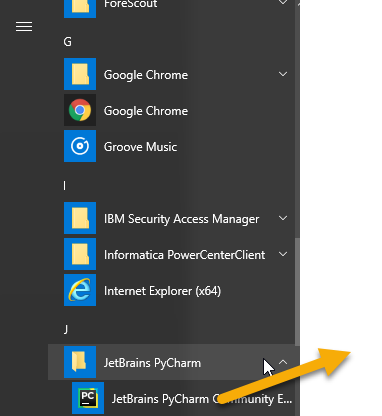 ForeScout
G
Google Chrome
Google Chrome
Groove Music
I
IBM Security Access Manager
Informatica PowerCenterClient
Internet Explorer (x64)
J
JetBrains PyCharm
PC
JetBrains PyCharm Community E...